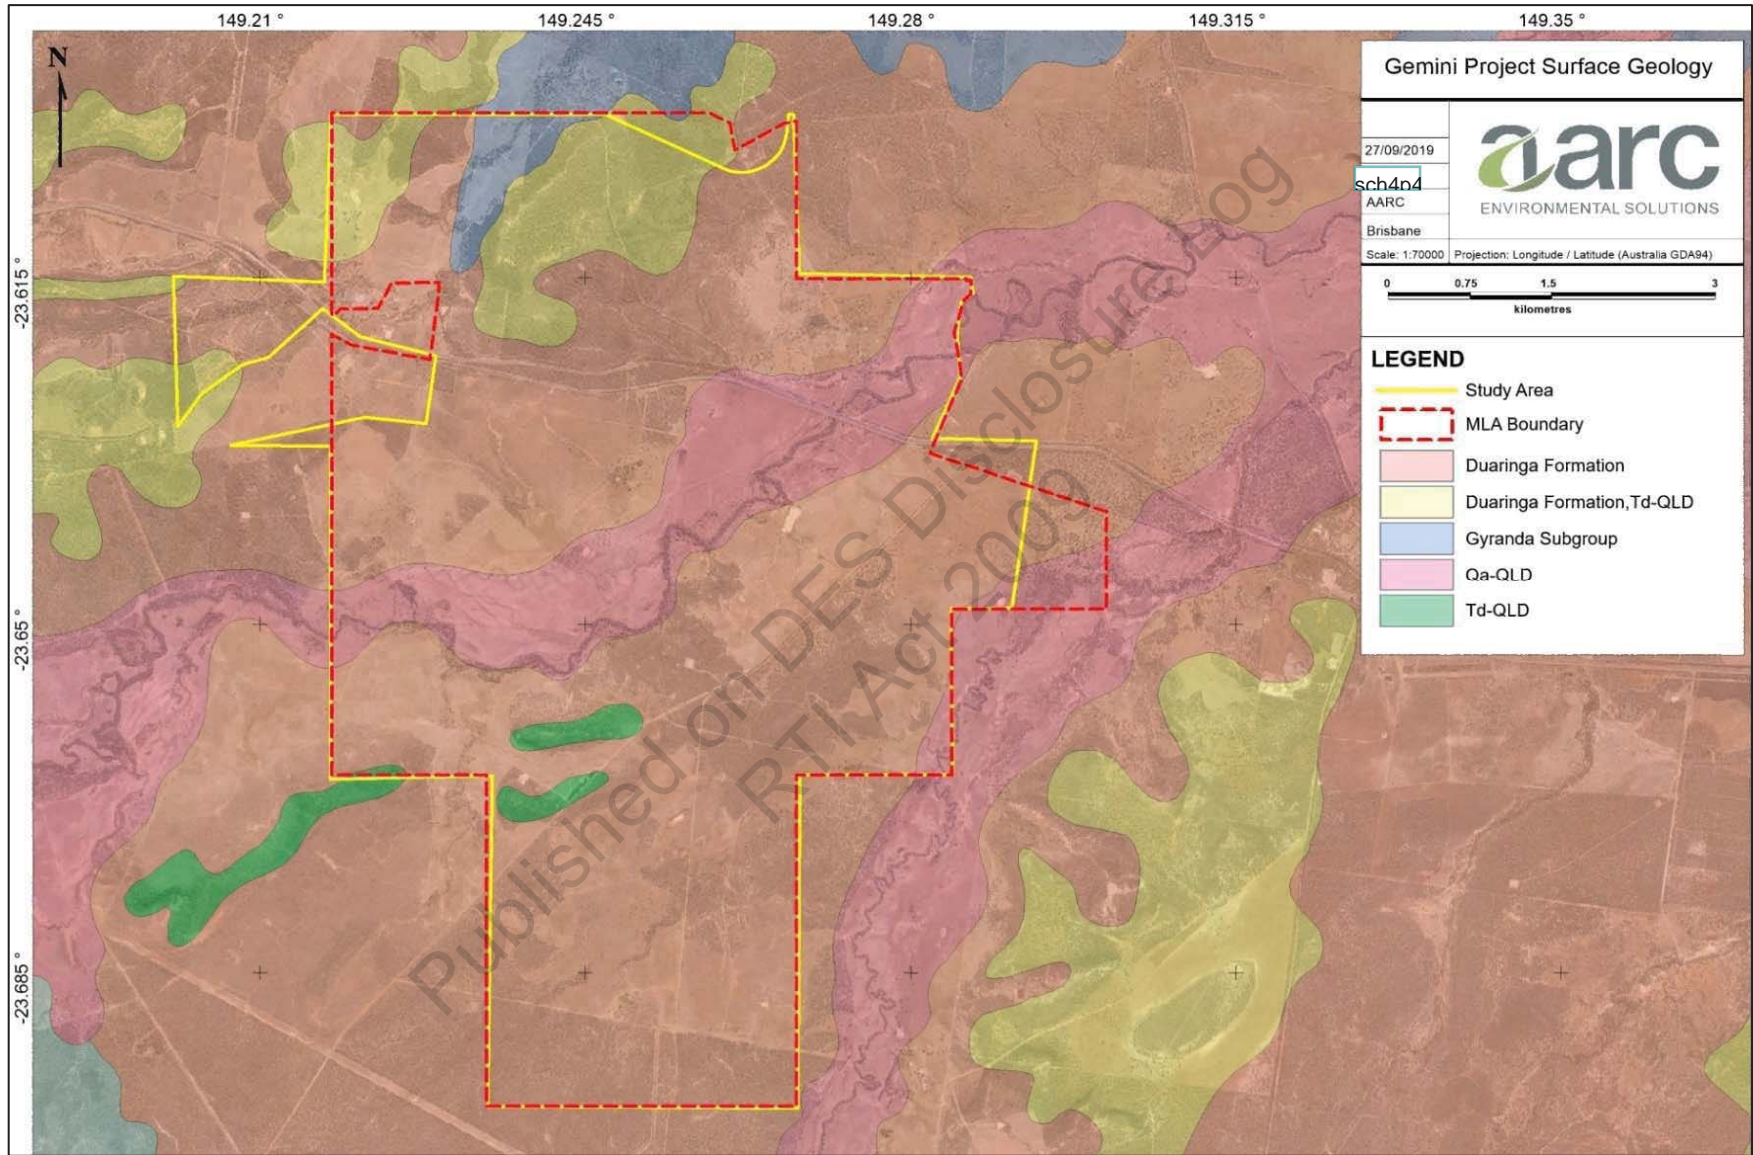 149.21 °
149.245 °
149.28 °
149.315 °
149.35 °
N
-23.615 °
-23.65 °
-23.685 °
Gemini Project Surface Geology
27/09/2019
sch4p4
AARC
Brisbane
aarc
ENVIRONMENTAL SOLUTIONS
Scale: 1:70000 Projection: Longitude / Latitude (Australia GDA94)
0 0.75 1.5 3
kilometres
LEGEND
Study Area
MLA Boundary
Duaringa Formation
Duaringa Formation,Td-QLD
Gyranda Subgroup
Qa-QLD
Td-QLD
Published on DES Disclosure Log
RTI Act 2009